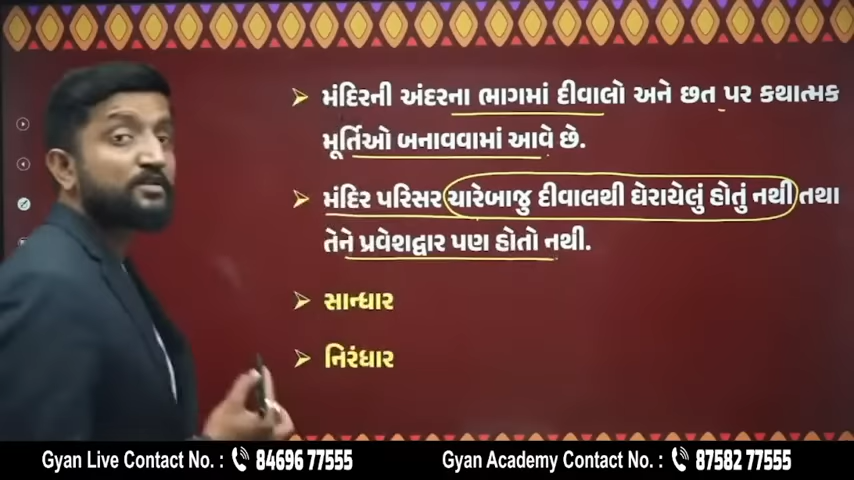 ➢ મંદિરની અંદરના ભાગમાં દીવાલો અને છત પર કથાત્મક
મૂર્તિઓ બનાવવામાં આવે છે.
➢ મંદિર પરિસર ચારેબાજુ દીવાલથી ઘેરાયેલું હોતું નથી તથા
તેને પ્રવેશદ્વાર પણ હોતો નથી.
➢ સાન્ધાર
➢ નિરંધાર
Gyan Live Contact No. : 84696 77555
Gyan Academy Contact No. : 87582 77555